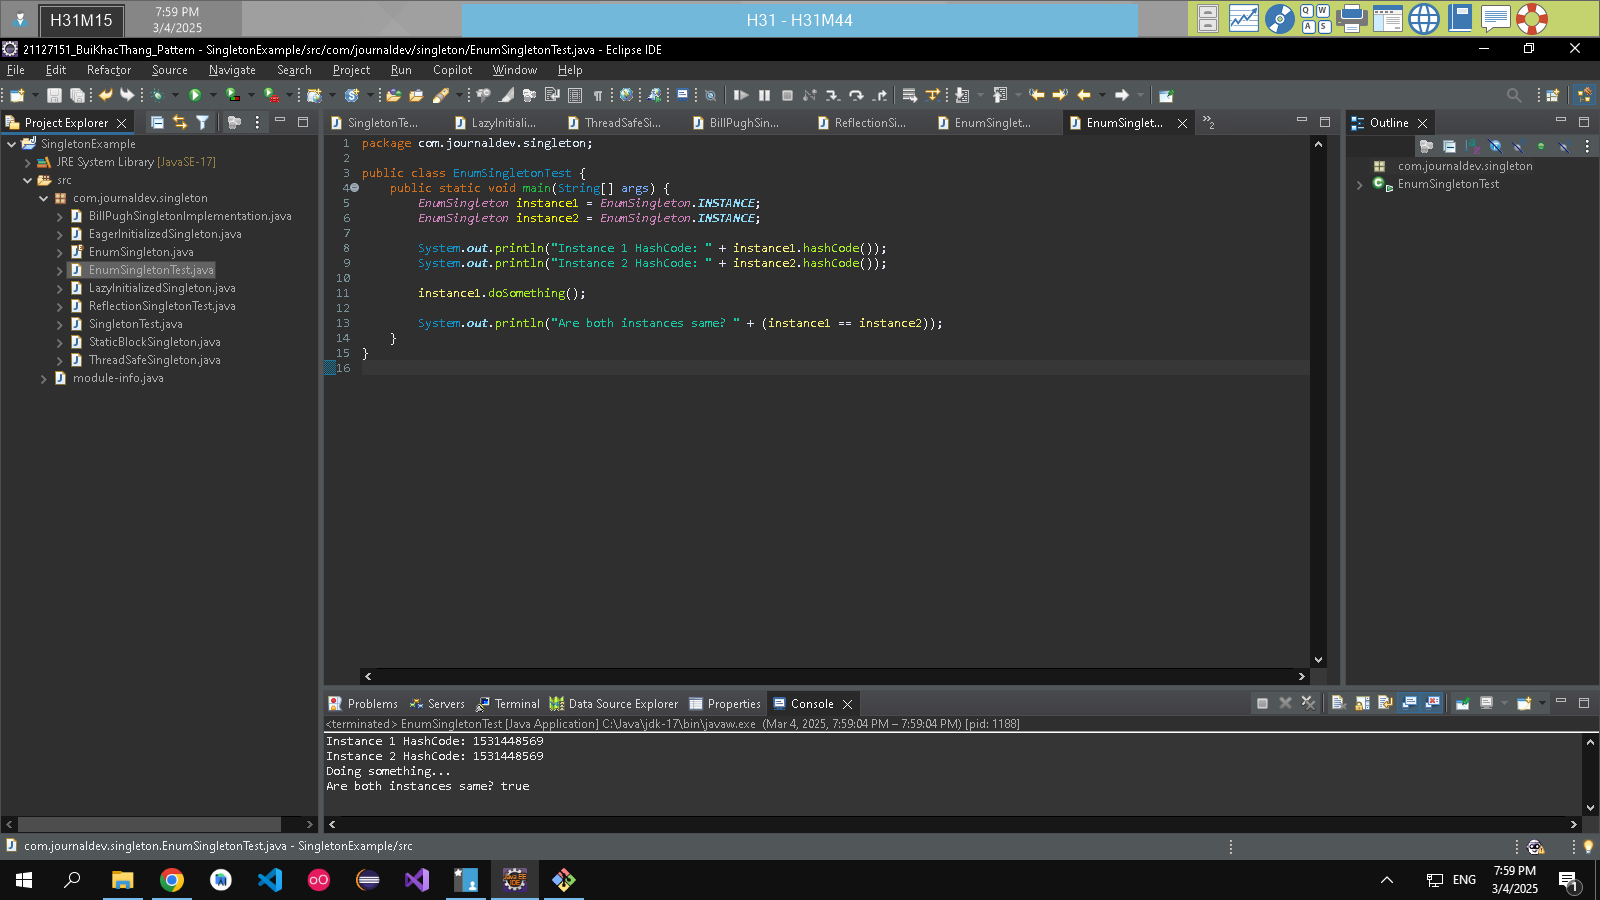 H31M15
7:59 PM
3/4/2025
H31 - H31M44
21127151_BuiKhacThang_Pattern - SingletonExample/src/com/journaldev/singleton/EnumSingletonTest.java - Eclipse IDE
File Edit Refactor Source Navigate Search Project Run Copilot Window Help
Project Explorer
SingletonExample
JRE System Library [JavaSE-17]
src
com.journaldev.singleton
BillPughSingletonImplementation.java
EagerInitializedSingleton.java
EnumSingleton.java
EnumSingletonTest.java
LazyInitializedSingleton.java
ReflectionSingletonTest.java
SingletonTest.java
StaticBlockSingleton.java
ThreadSafeSingleton.java
module-info.java
SingletonTe... LazyInitiali... ThreadSafeSi... BillPughSin... ReflectionSi... EnumSinglet... EnumSinglet... 2
1 package com.journaldev.singleton;
2
3 public class EnumSingletonTest {
4 public static void main(String[] args) {
5 EnumSingleton instance1 = EnumSingleton.INSTANCE;
6 EnumSingleton instance2 = EnumSingleton.INSTANCE;
7
8 System.out.println("Instance 1 HashCode: " + instance1.hashCode());
9 System.out.println("Instance 2 HashCode: " + instance2.hashCode());
10
11 instance1.doSomething();
12
13 System.out.println("Are both instances same? " + (instance1 == instance2));
14 }
15 }
16
Outline
com.journaldev.singleton
EnumSingletonTest
Problems Servers Terminal Data Source Explorer Properties Console
<terminated> EnumSingletonTest [Java Application] C:\Java\jdk-17\bin\javaw.exe (Mar 4, 2025, 7:59:04 PM – 7:59:04 PM) [pid: 1188]
Instance 1 HashCode: 1531448569
Instance 2 HashCode: 1531448569
Doing something...
Are both instances same? true
com.journaldev.singleton.EnumSingletonTest.java - SingletonExample/src
ENG
7:59 PM
3/4/2025
1